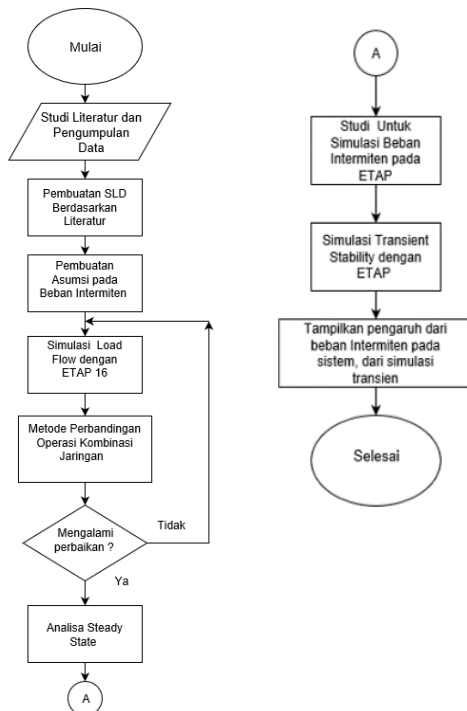 Mulai
Studi Literatur dan
Pengumpulan
Data
Pembuatan SLD
Berdasarkan
Literatur
Pembuatan
Asumsi pada
Beban Intermiten
Simulasi Load
Flow dengan
ETAP 16
Metode Perbandingan
Operasi Kombinasi
Jaringan
Mengalami
perbaikan ?
Tidak
Ya
Analisa Steady
State
A
A
Studi Untuk
Simulasi Beban
Intermiten pada
ETAP
Simulasi Transient
Stability dengan
ETAP
Tampilkan pengaruh dari
beban Intermiten pada
sistem, dari simulasi
transien
Selesai